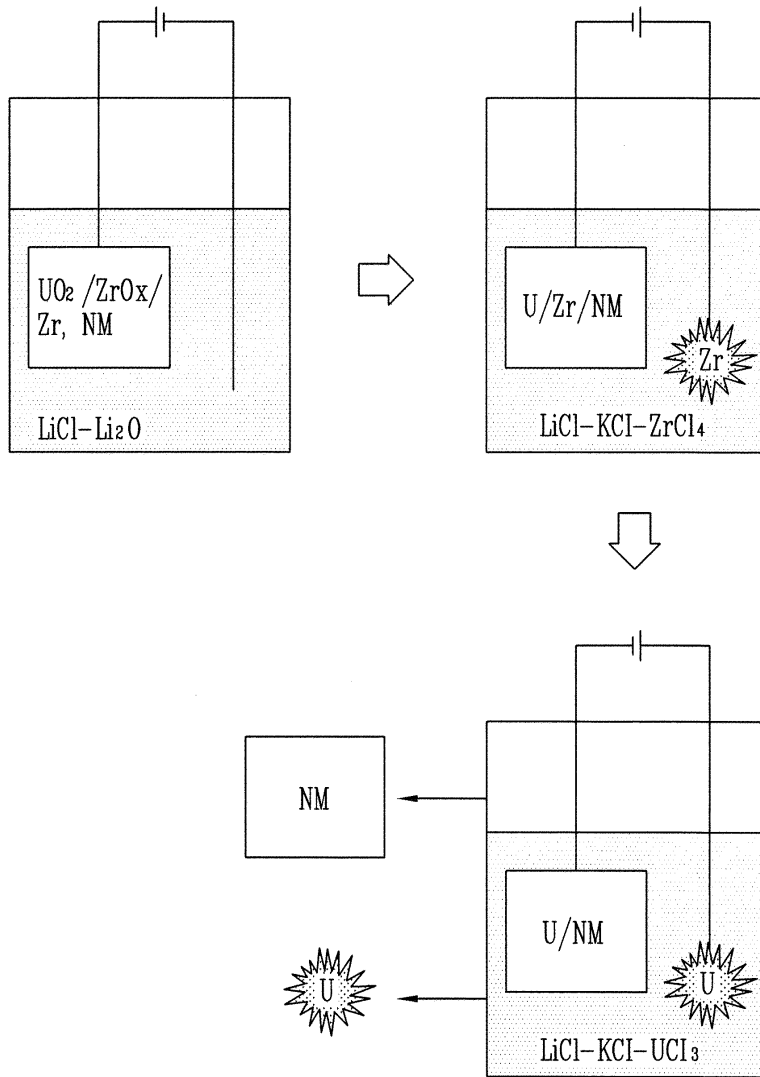 UO₂/ZrOx/
Zr, NM
LiCl-Li₂O
U/Zr/NM
Zr
LiCl-KCl-ZrCl₄
NM
U/NM
U
U
LiCl-KCl-UCl₃